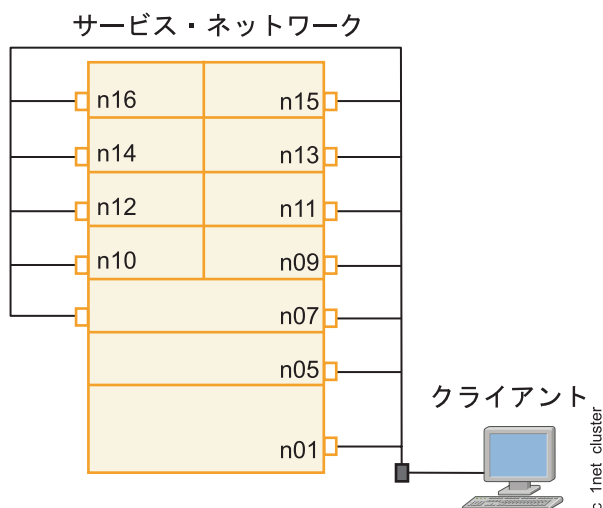 サービス・ネットワーク
n16 n15
n14 n13
n12 n11
n10 n09
n07
n05
n01
クライアント
c 1net cluster